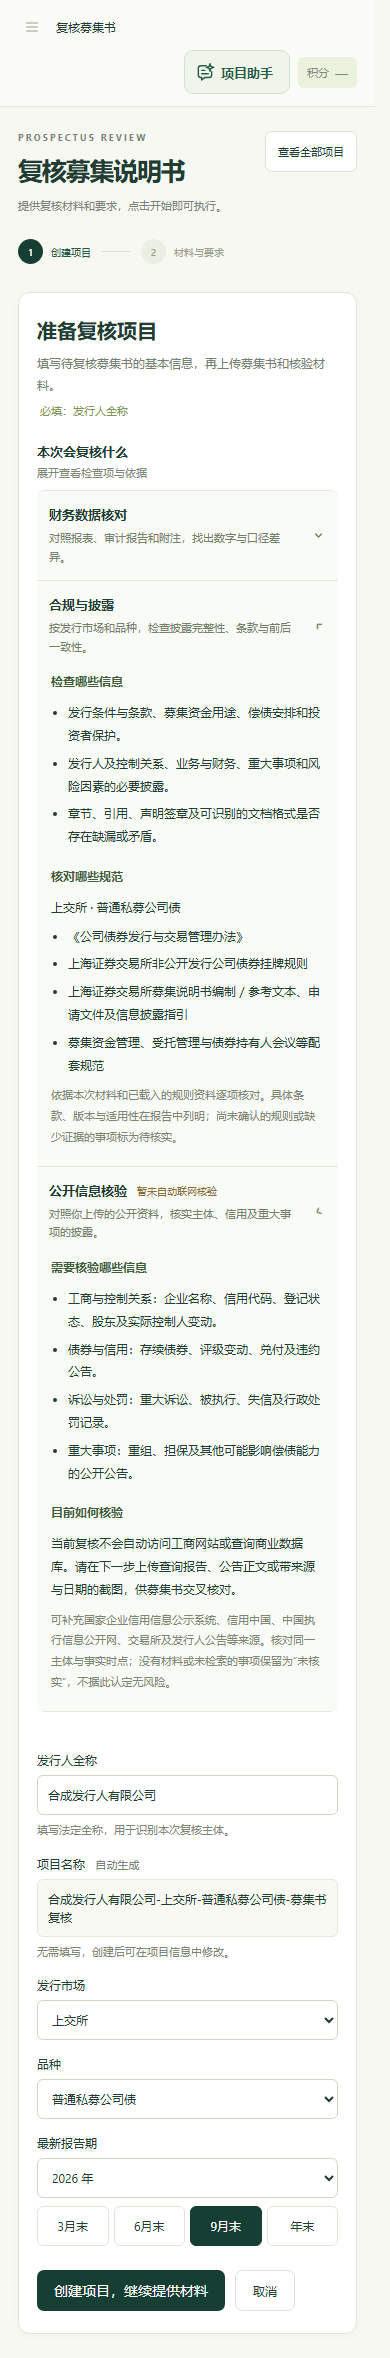 复核募集书
项目助手
积分 —
PROSPECTUS REVIEW
复核募集说明书
查看全部项目
提供复核材料和要求，点击开始即可执行。
1 创建项目
2 材料与要求
准备复核项目
填写待复核募集书的基本信息，再上传募集书和核验材
料。
必填：发行人全称
本次会复核什么
展开查看检查项与依据
财务数据核对
对照报表、审计报告和附注，找出数字与口径差
异。
合规与披露
按发行市场和品种，检查披露完整性、条款与前后
一致性。
检查哪些信息
• 发行条件与条款、募集资金用途、偿债安排和投
资者保护。
• 发行人及控制关系、业务与财务、重大事项和风
险因素的必要披露。
• 章节、引用、声明签章及可识别的文档格式是否
存在缺漏或矛盾。
核对哪些规范
上交所 · 普通私募公司债
• 《公司债券发行与交易管理办法》
• 上海证券交易所非公开发行公司债券挂牌规则
• 上海证券交易所募集说明书编制 / 参考文本、申
请文件及信息披露指引
• 募集资金管理、受托管理与债券持有人会议等配
套规范
依据本次材料和已载入的规则资料逐项核对。具体条
款、版本与适用性在报告中列明；尚未确认的规则或缺
少证据的事项标为待核实。
公开信息核验 暂未自动联网核验
对照你上传的公开资料，核实主体、信用及重大事
项的披露。
需要核验哪些信息
• 工商与控制关系：企业名称、信用代码、登记状
态、股东及实际控制人变动。
• 债券与信用：存续债券、评级变动、兑付及违约
公告。
• 诉讼与处罚：重大诉讼、被执行、失信及行政处
罚记录。
• 重大事项：重组、担保及其他可能影响偿债能力
的公开公告。
目前如何核验
当前复核不会自动访问工商网站或查询商业数据
库。请在下一步上传查询报告、公告正文或带来源
与日期的截图，供募集书交叉核对。
可补充国家企业信用信息公示系统、信用中国、中国执
行信息公开网、交易所及发行人公告等来源。核对同一
主体与事实时点；没有材料或未检索的事项保留为“未核
实”，不据此认定无风险。
发行人全称
合成发行人有限公司
填写法定全称，用于识别本次复核主体。
项目名称 自动生成
合成发行人有限公司-上交所-普通私募公司债-募集书
复核
无需填写，创建后可在项目信息中修改。
发行市场
上交所
品种
普通私募公司债
最新报告期
2026 年
3月末 6月末 9月末 年末
创建项目，继续提供材料 取消